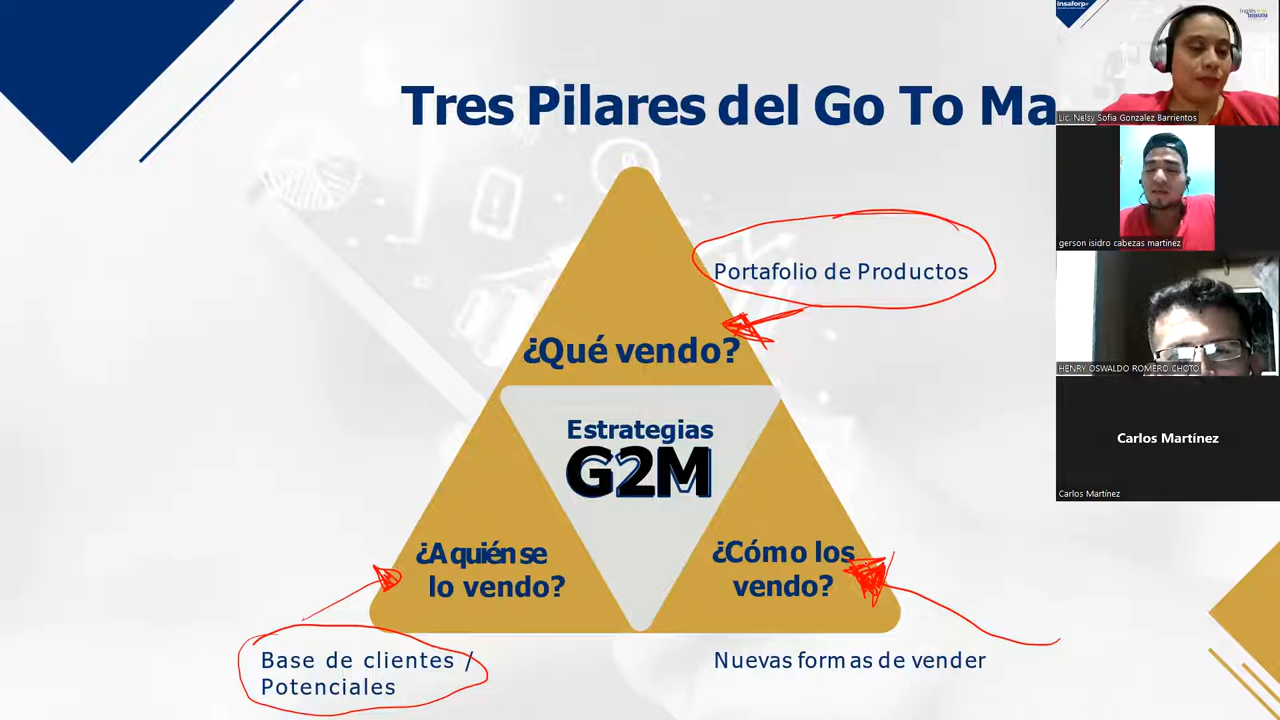 Tres Pilares del Go To Ma
Portafolio de Productos
¿Qué vendo?
Estrategias
G2M
¿A quién se
lo vendo?
¿Cómo los
vendo?
Base de clientes /
Potenciales
Nuevas formas de vender
insaforp
Inglés
Lic. Nelsy Sofia Gonzalez Barrientos
gerson isidro cabezas martinez
HENRY OSWALDO ROMERO CHOTO
Carlos Martínez
Carlos Martínez